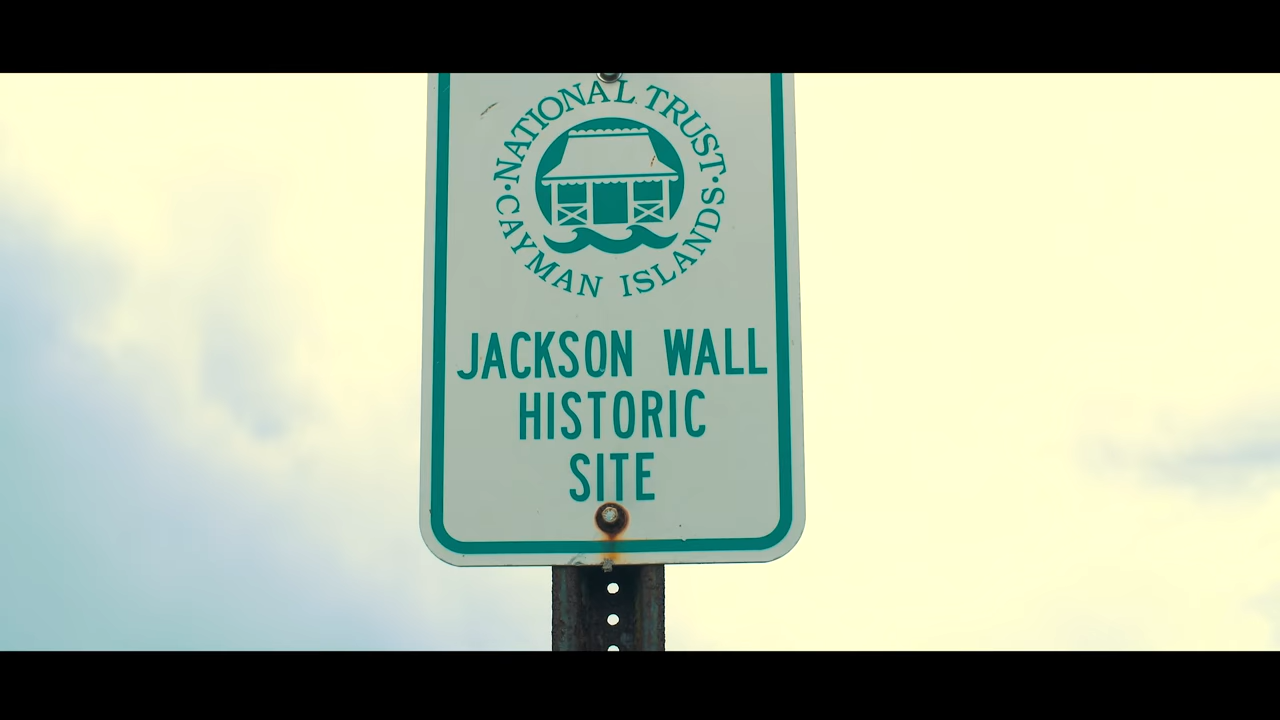 ·NATIONAL TRUST·
CAYMAN ISLANDS
JACKSON WALL
HISTORIC
SITE